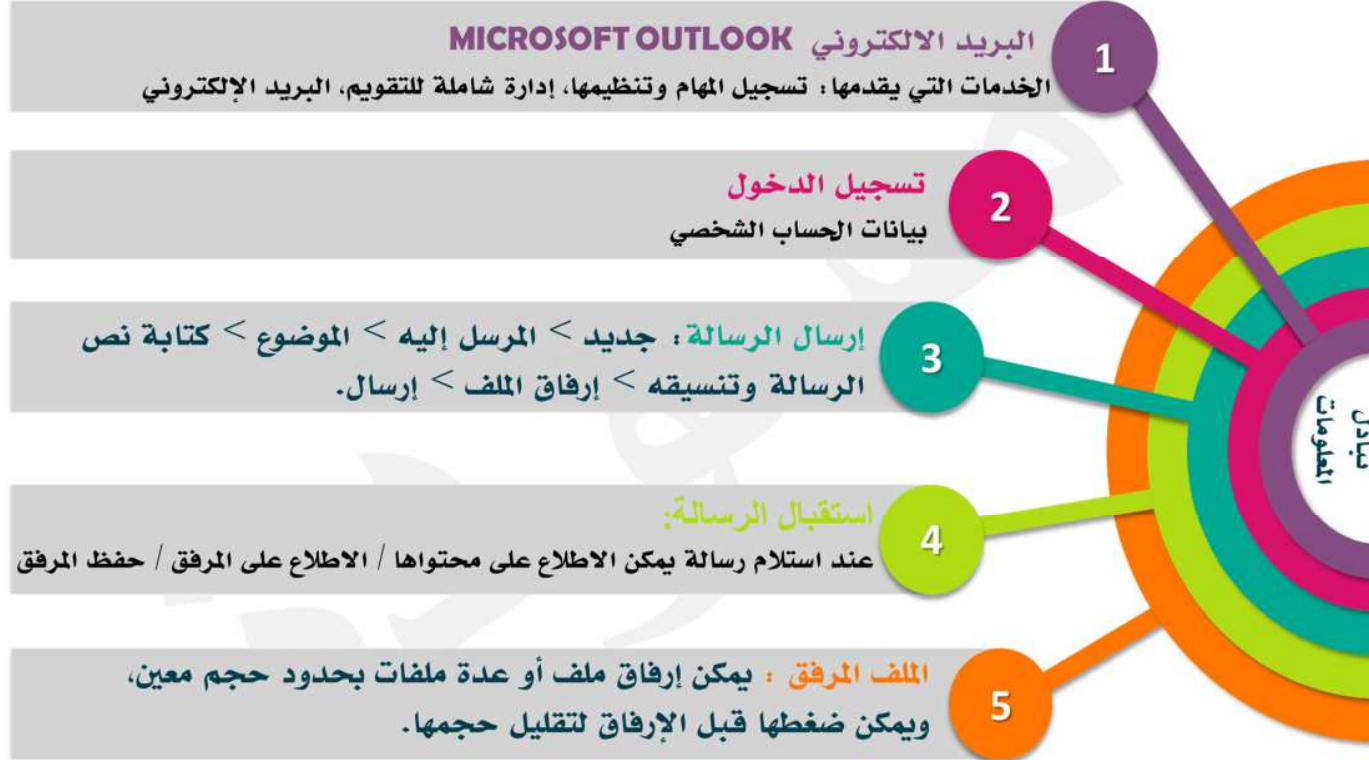 البريد الالكتروني MICROSOFT OUTLOOK
1
الخدمات التي يقدمها: تسجيل المهام وتنظيمها، إدارة شاملة للتقويم، البريد الإلكتروني
تسجيل الدخول
2
بيانات الحساب الشخصي
إرسال الرسالة: جديد > المرسل إليه > الموضوع > كتابة نص
3
الرسالة وتنسيقه > إرفاق الملف > إرسال.
تبادل
المعلومات
استقبال الرسالة:
4
عند استلام رسالة يمكن الاطلاع على محتواها / الاطلاع على المرفق / حفظ المرفق
الملف المرفق : يمكن إرفاق ملف أو عدة ملفات بحدود حجم معين،
5
ويمكن ضغطها قبل الإرفاق لتقليل حجمها.